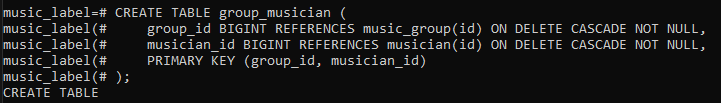 music_label=# CREATE TABLE group_musician (
music_label(#     group_id BIGINT REFERENCES music_group(id) ON DELETE CASCADE NOT NULL,
music_label(#     musician_id BIGINT REFERENCES musician(id) ON DELETE CASCADE NOT NULL,
music_label(#     PRIMARY KEY (group_id, musician_id)
music_label(# );
CREATE TABLE